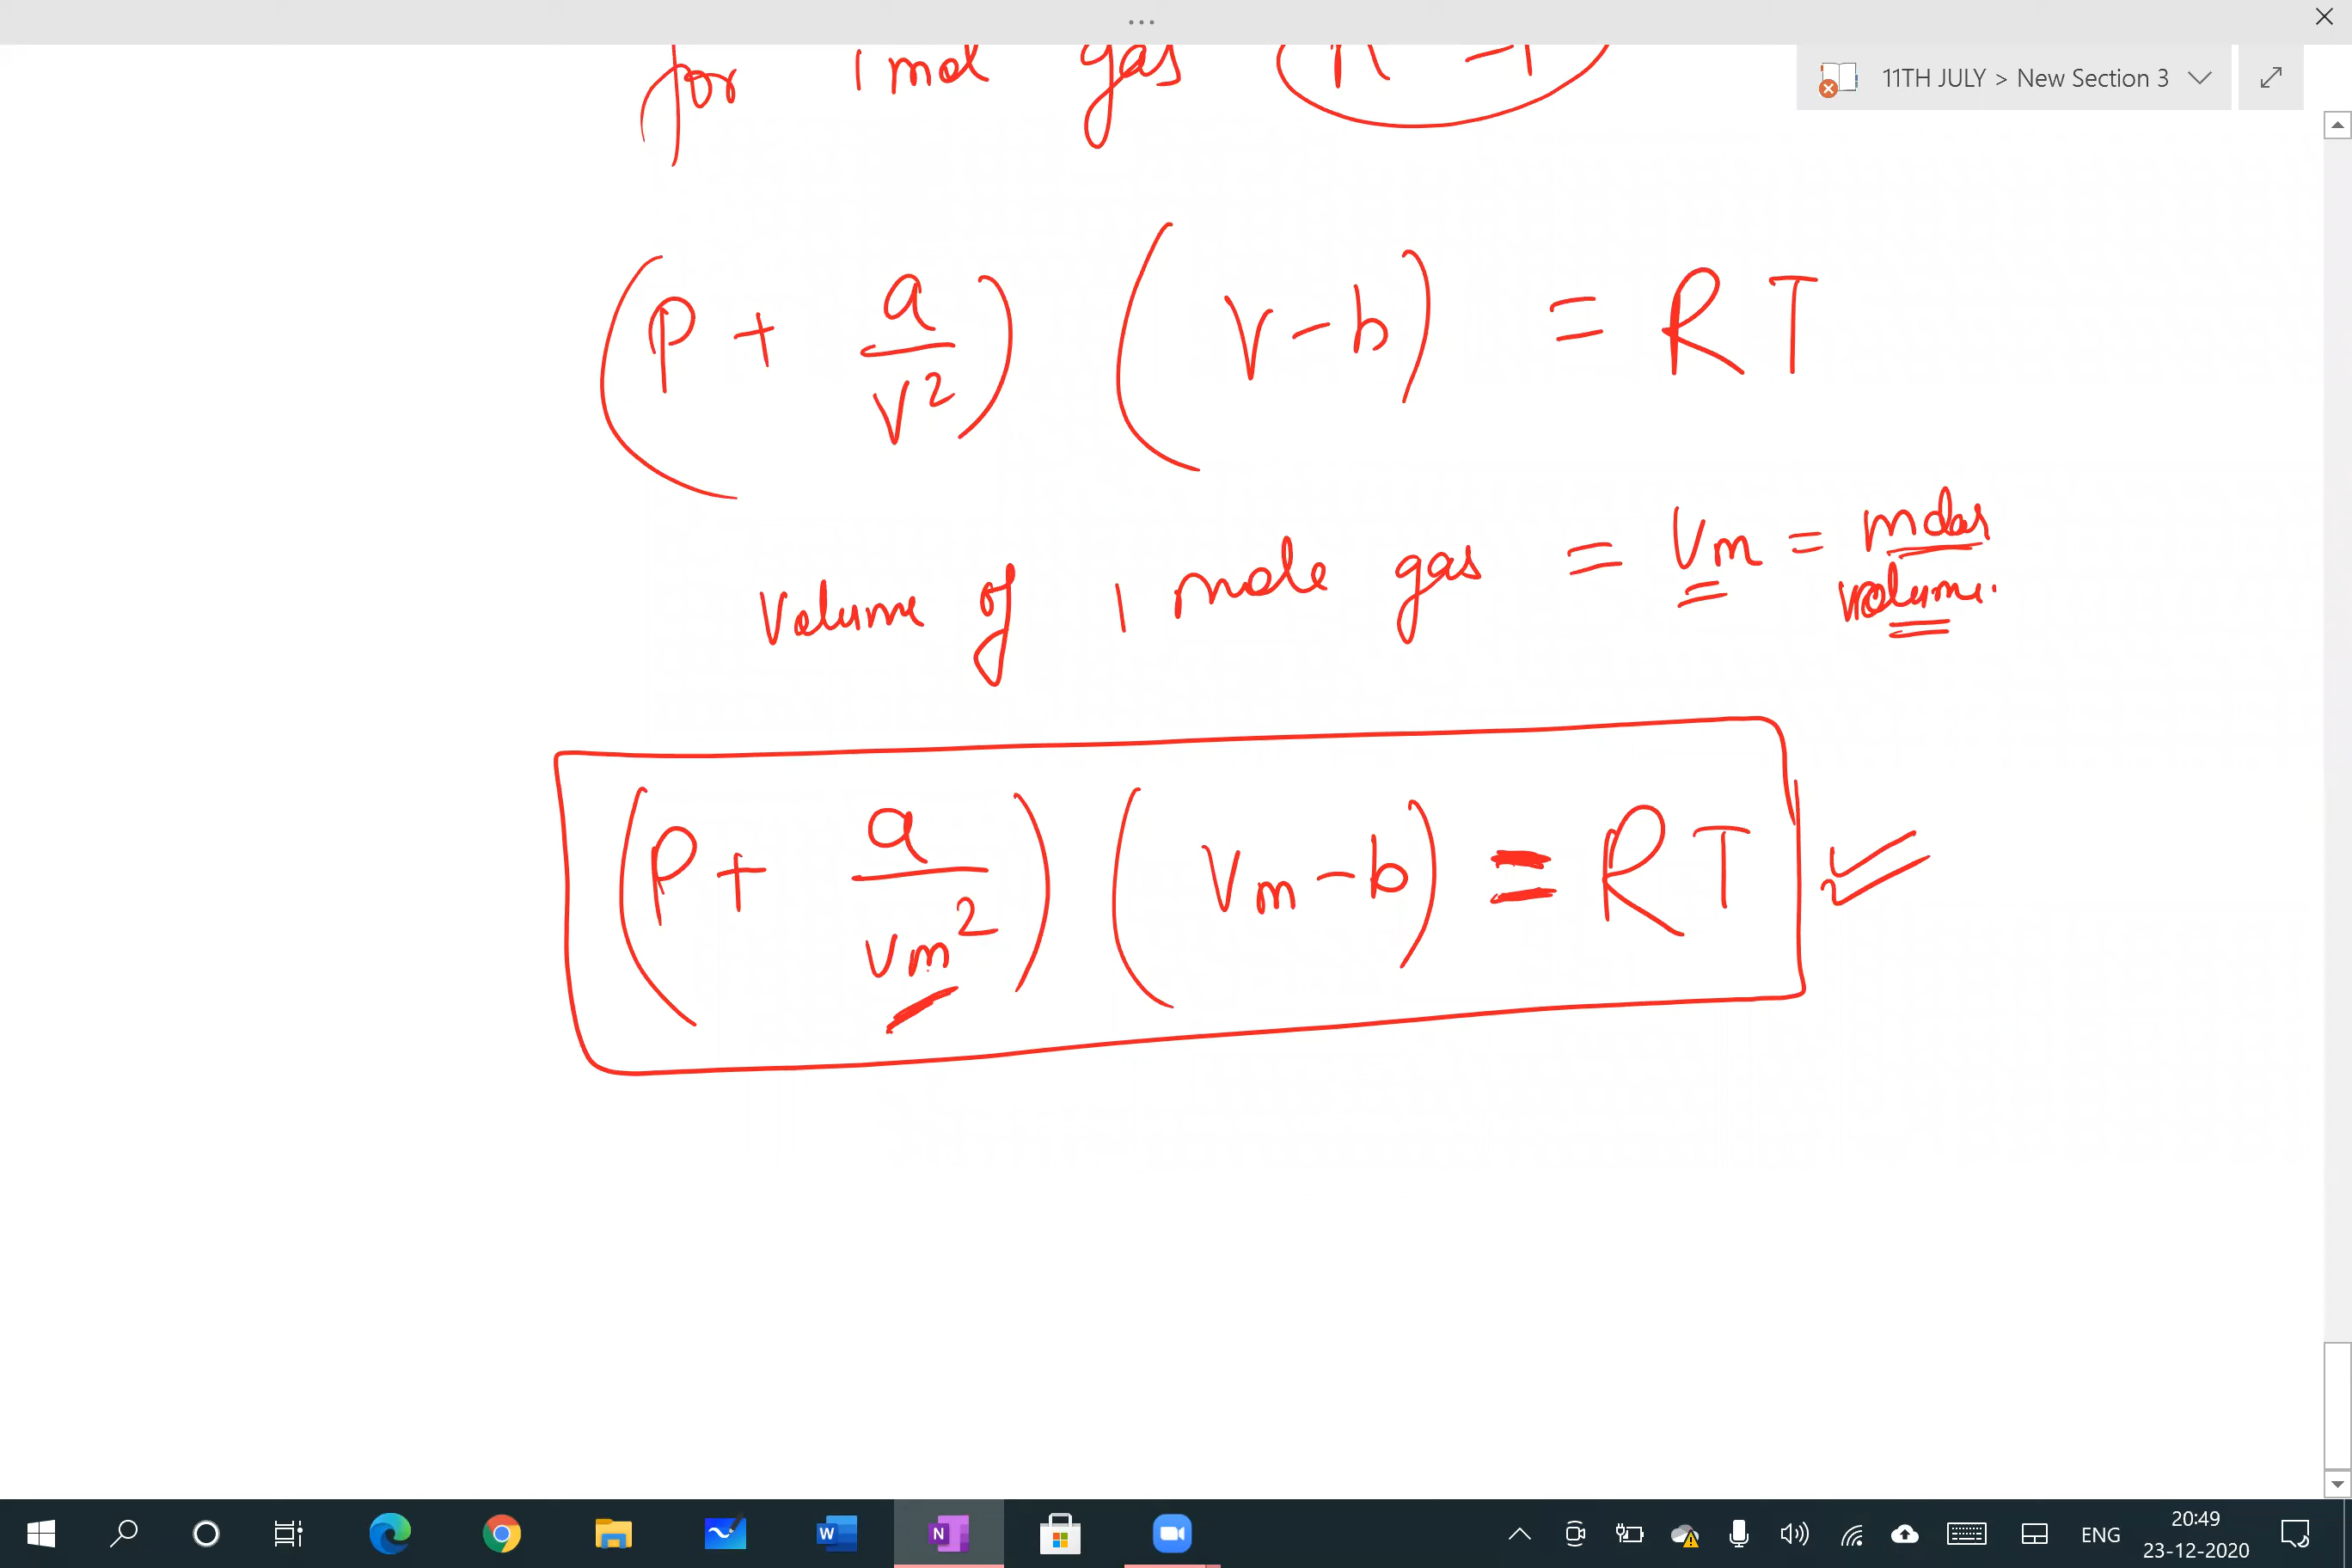 11TH JULY > New Section 3
for 1 mol gas n = 1
(P + a/V²) (V - b) = RT
Volume of 1 mole gas = Vm = molar volume.
(P + a/Vm²) (Vm - b) = RT
W
N
ENG
20:49
23-12-2020